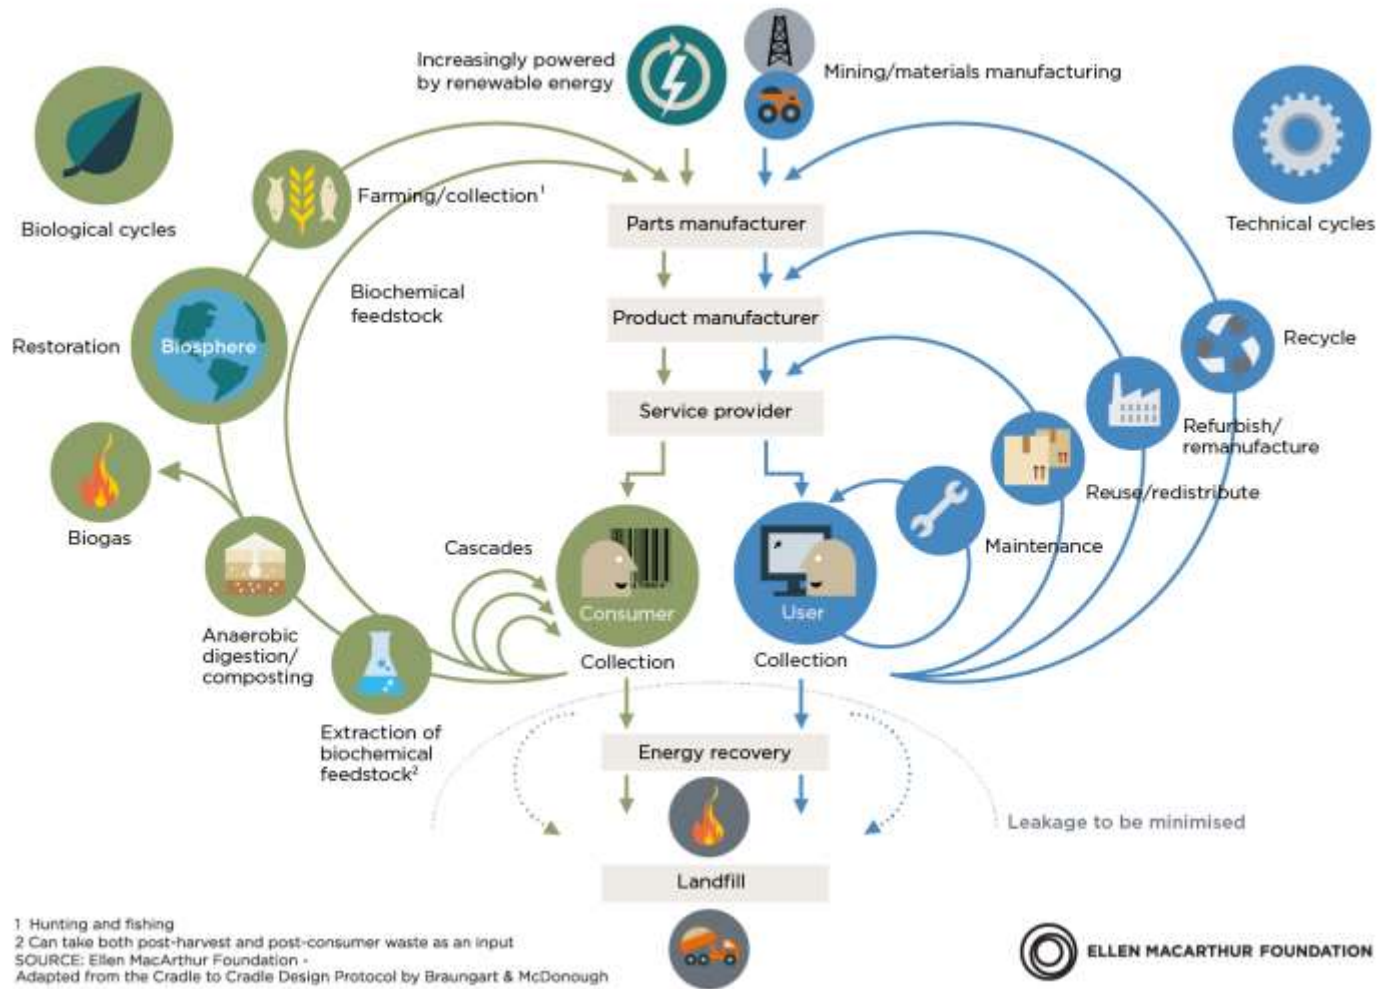 Increasingly powered
by renewable energy
Mining/materials manufacturing
Biological cycles
Technical cycles
Farming/collection1
Parts manufacturer
Biochemical
feedstock
Product manufacturer
Restoration
Biosphere
Recycle
Service provider
Refurbish/
remanufacture
Reuse/redistribute
Biogas
Cascades
Maintenance
Consumer
User
Anaerobic
digestion/
composting
Collection
Collection
Extraction of
biochemical
feedstock2
Energy recovery
Leakage to be minimised
Landfill
1 Hunting and fishing
2 Can take both post-harvest and post-consumer waste as an input
SOURCE: Ellen MacArthur Foundation -
Adapted from the Cradle to Cradle Design Protocol by Braungart & McDonough
ELLEN MACARTHUR FOUNDATION